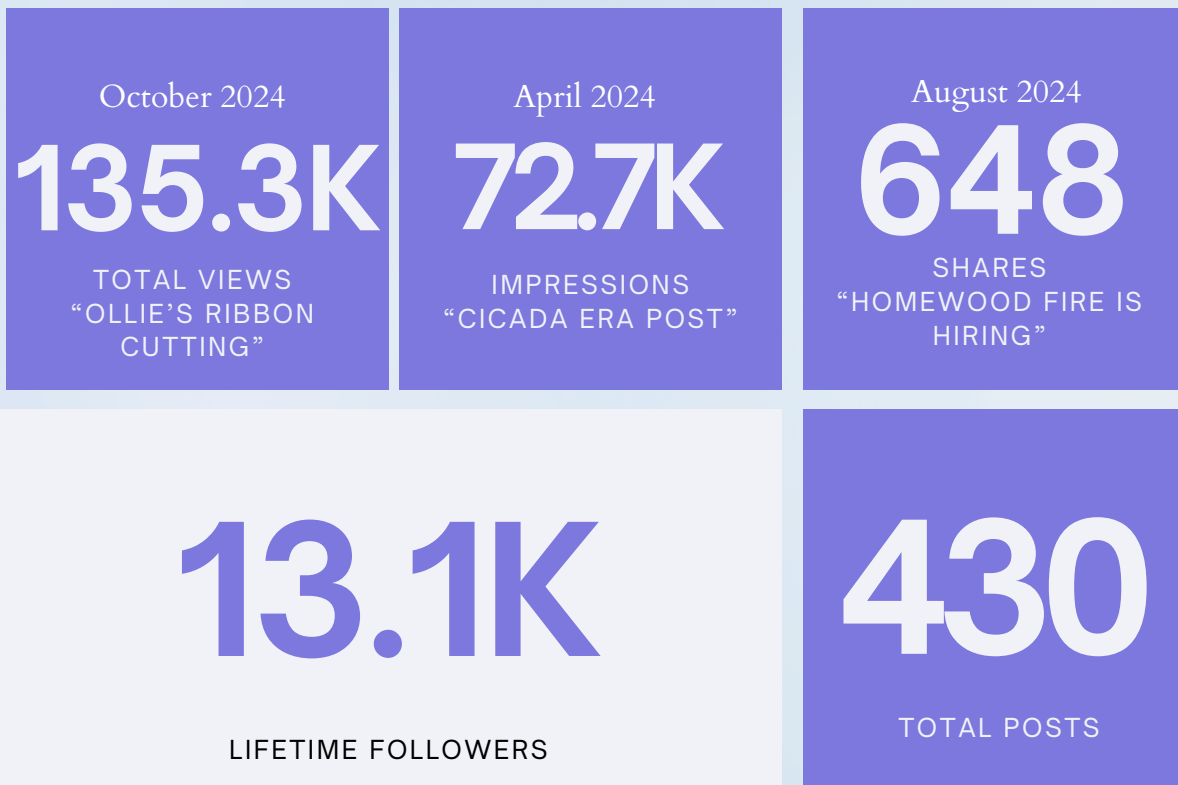 October 2024
135.3K
TOTAL VIEWS
“OLLIE’S RIBBON
CUTTING”
April 2024
72.7K
IMPRESSIONS
“CICADA ERA POST”
August 2024
648
SHARES
“HOMEWOOD FIRE IS
HIRING”
13.1K
LIFETIME FOLLOWERS
430
TOTAL POSTS